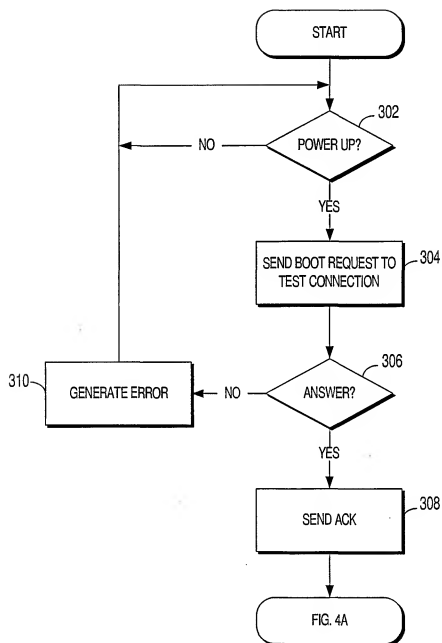 START
302
POWER UP?
NO
YES
SEND BOOT REQUEST TO
TEST CONNECTION
304
306
310
GENERATE ERROR
NO
ANSWER?
YES
SEND ACK
308
FIG. 4A